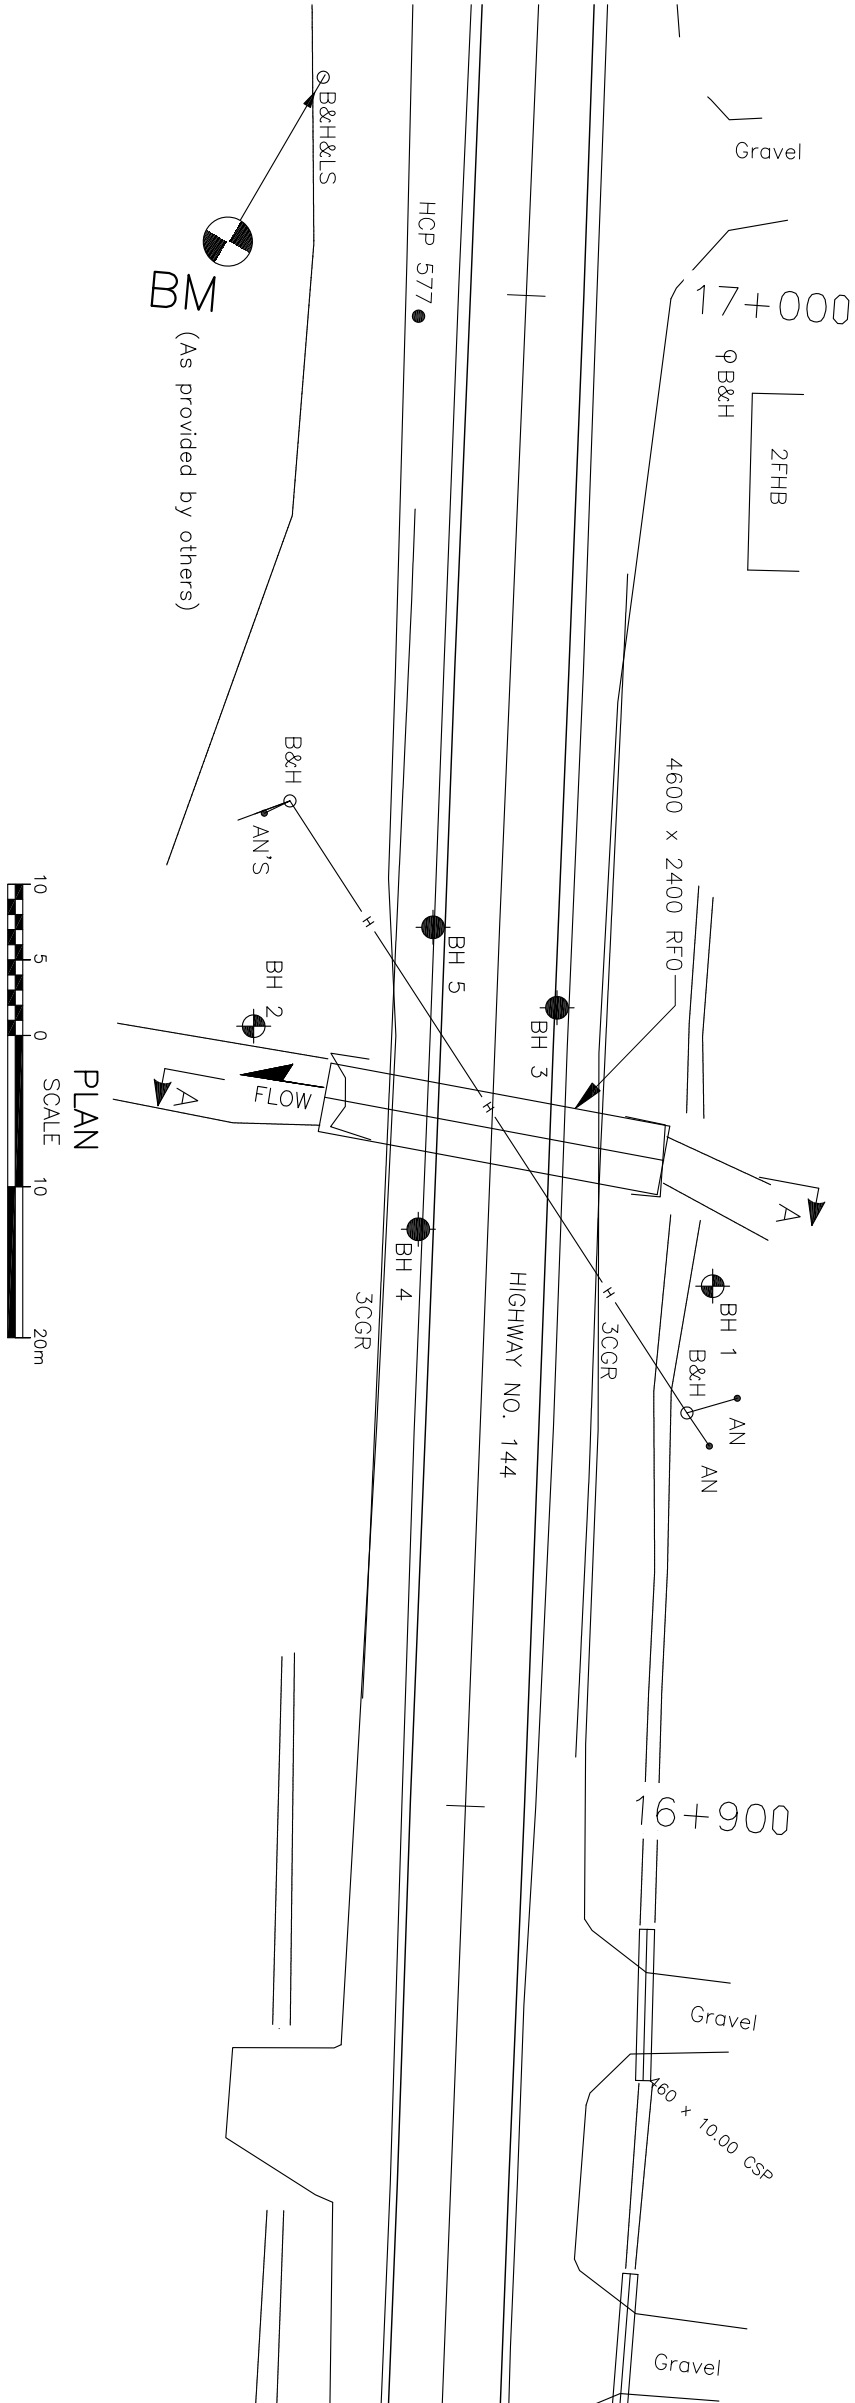 Gravel
B&H&LS
HCP 577
BM
17+000
(As provided by others)
B&H
2FHB
B&H
AN'S
4600 x 2400 RFO
BH 5
BH 2
BH 3
A
FLOW
A
10 5 0 10 20m
PLAN
SCALE
BH 4
3CGR
HIGHWAY NO. 144
3CGR
BH 1
B&H
AN
AN
16+900
Gravel
460 x 10.00 CSP
Gravel